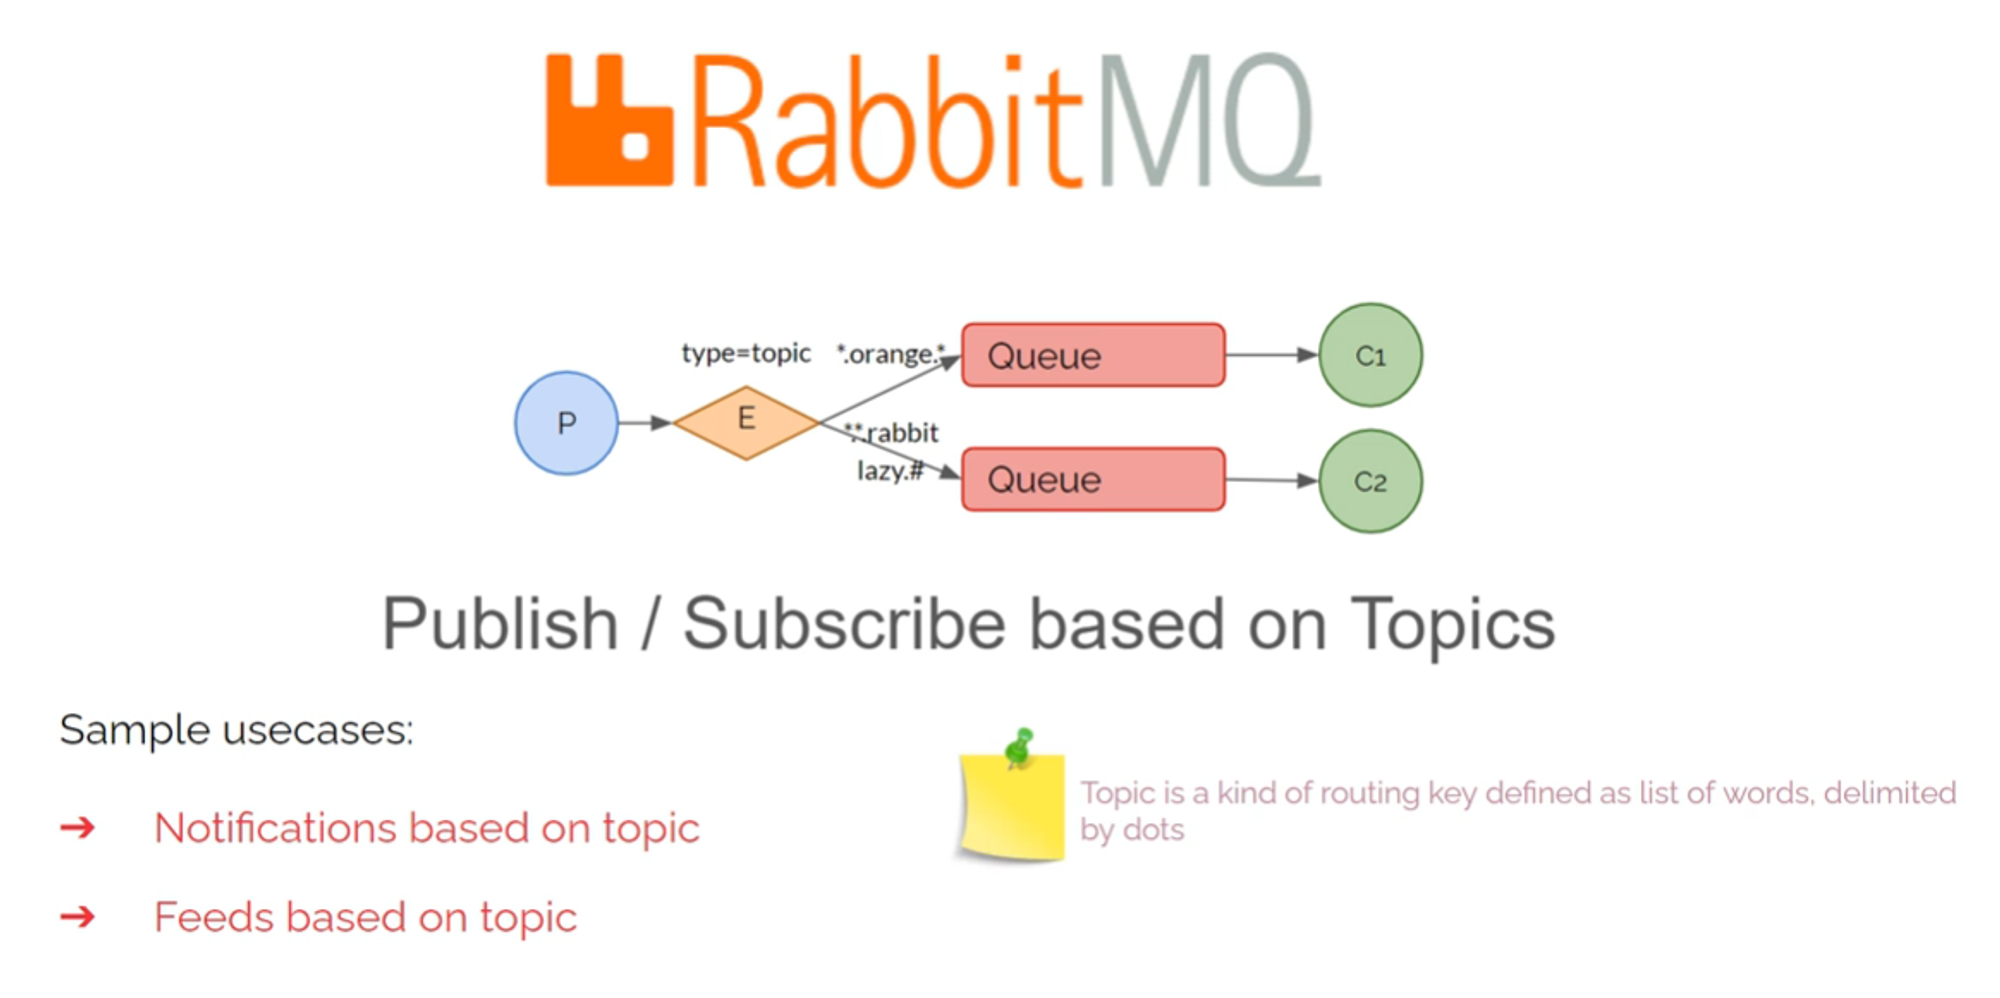 RabbitMQ
type=topic
*.orange.*
P
E
Queue
C1
*.*.rabbit
lazy.#
Queue
C2
Publish / Subscribe based on Topics
Sample usecases:
➔ Notifications based on topic
➔ Feeds based on topic
Topic is a kind of routing key defined as list of words, delimited
by dots